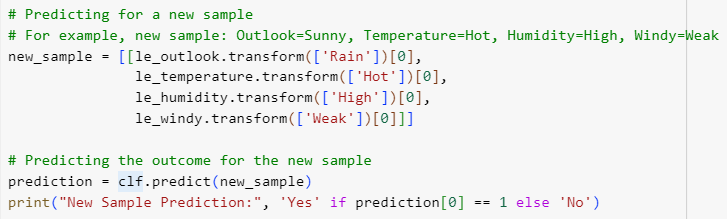 # Predicting for a new sample
# For example, new sample: Outlook=Sunny, Temperature=Hot, Humidity=High, Windy=Weak
new_sample = [[le_outlook.transform(['Rain'])[0],
               le_temperature.transform(['Hot'])[0],
               le_humidity.transform(['High'])[0],
               le_windy.transform(['Weak'])[0]]]

# Predicting the outcome for the new sample
prediction = clf.predict(new_sample)
print("New Sample Prediction:", 'Yes' if prediction[0] == 1 else 'No')